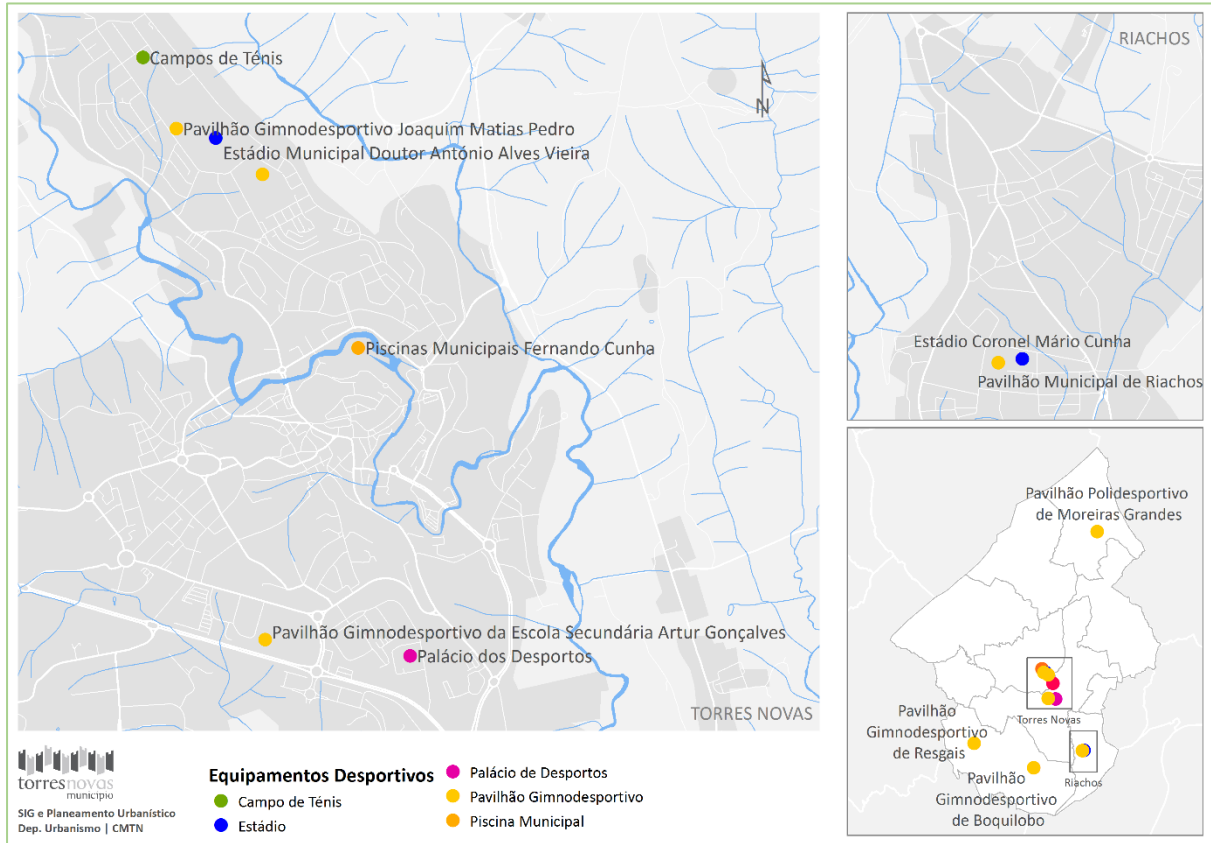 Campos de Ténis
Pavilhão Gimnodesportivo Joaquim Matias Pedro
Estádio Municipal Doutor António Alves Vieira
Piscinas Municipais Fernando Cunha
Pavilhão Gimnodesportivo da Escola Secundária Artur Gonçalves
Palácio dos Desportos
TORRES NOVAS
N
RIACHOS
Estádio Coronel Mário Cunha
Pavilhão Municipal de Riachos
Pavilhão Polidesportivo
de Moreiras Grandes
Torres Novas
Pavilhão
Gimnodesportivo
de Resgais
Riachos
Pavilhão
Gimnodesportivo
de Boquilobo
torresnovas
município
SIG e Planeamento Urbanístico
Dep. Urbanismo | CMTN
Equipamentos Desportivos
Campo de Ténis
Estádio
Palácio de Desportos
Pavilhão Gimnodesportivo
Piscina Municipal